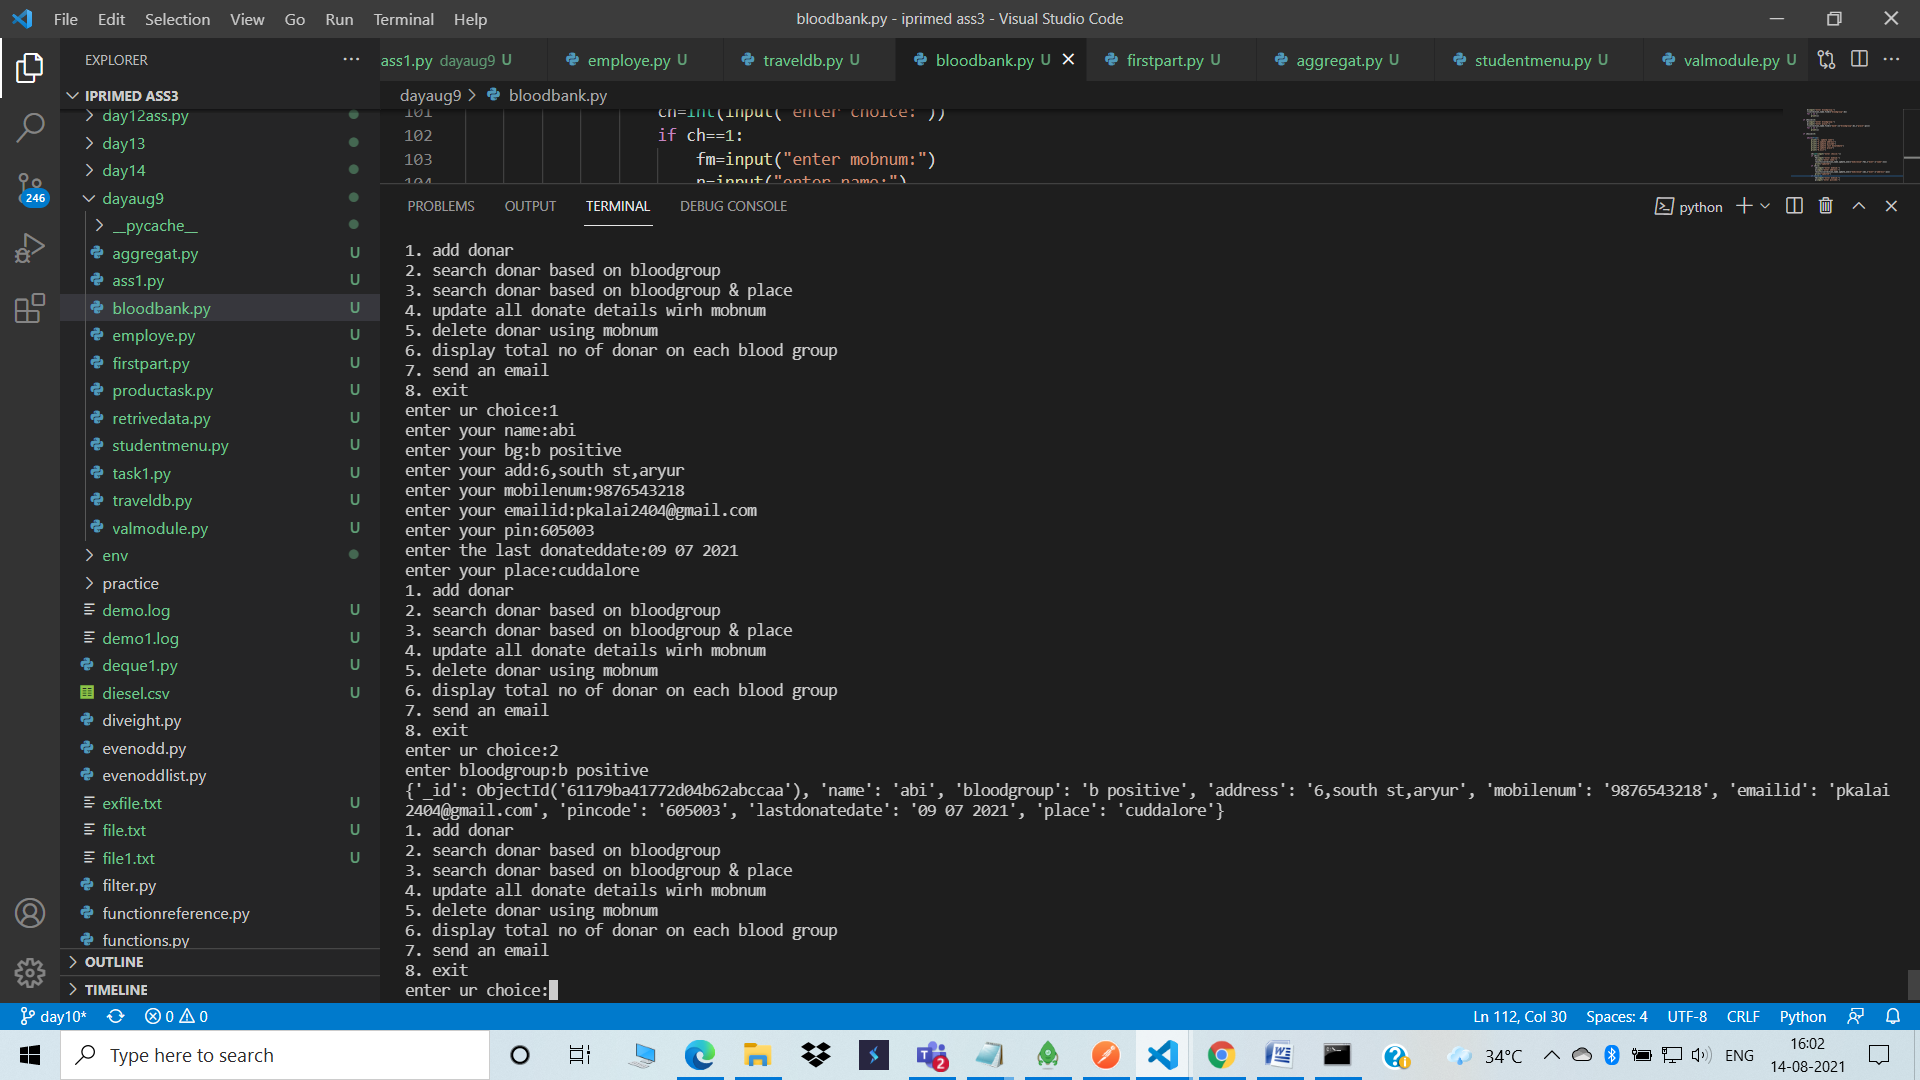 File Edit Selection View Go Run Terminal Help
bloodbank.py - iprimed ass3 - Visual Studio Code
EXPLORER
ass1.py dayaug9 U
employe.py U
traveldb.py U
bloodbank.py U
firstpart.py U
aggregat.py U
studentmenu.py U
valmodule.py U
IPRIMED ASS3
day12ass.py
day13
day14
dayaug9
__pycache__
aggregat.py U
ass1.py U
bloodbank.py U
employe.py U
firstpart.py U
productask.py U
retrivedata.py U
studentmenu.py U
task1.py U
traveldb.py U
valmodule.py U
env
practice
demo.log U
demo1.log U
deque1.py U
diesel.csv U
diveight.py
evenodd.py
evenoddlist.py
exfile.txt U
file.txt U
file1.txt U
filter.py
functionreference.py
functions.py
OUTLINE
TIMELINE
246
dayaug9 > bloodbank.py
101 ch=int(input("enter choice:"))
102 if ch==1:
103 fm=input("enter mobnum:")
104 n=input("enter name:")
PROBLEMS OUTPUT TERMINAL DEBUG CONSOLE
python
1. add donar
2. search donar based on bloodgroup
3. search donar based on bloodgroup & place
4. update all donate details wirh mobnum
5. delete donar using mobnum
6. display total no of donar on each blood group
7. send an email
8. exit
enter ur choice:1
enter your name:abi
enter your bg:b positive
enter your add:6,south st,aryur
enter your mobilenum:9876543218
enter your emailid:pkalai2404@gmail.com
enter your pin:605003
enter the last donateddate:09 07 2021
enter your place:cuddalore
1. add donar
2. search donar based on bloodgroup
3. search donar based on bloodgroup & place
4. update all donate details wirh mobnum
5. delete donar using mobnum
6. display total no of donar on each blood group
7. send an email
8. exit
enter ur choice:2
enter bloodgroup:b positive
{'_id': ObjectId('61179ba41772d04b62abccaa'), 'name': 'abi', 'bloodgroup': 'b positive', 'address': '6,south st,aryur', 'mobilenum': '9876543218', 'emailid': 'pkalai
2404@gmail.com', 'pincode': '605003', 'lastdonatedate': '09 07 2021', 'place': 'cuddalore'}
1. add donar
2. search donar based on bloodgroup
3. search donar based on bloodgroup & place
4. update all donate details wirh mobnum
5. delete donar using mobnum
6. display total no of donar on each blood group
7. send an email
8. exit
enter ur choice:
day10* 0 0
Ln 112, Col 30 Spaces: 4 UTF-8 CRLF Python
Type here to search
2
34°C
ENG
16:02
14-08-2021